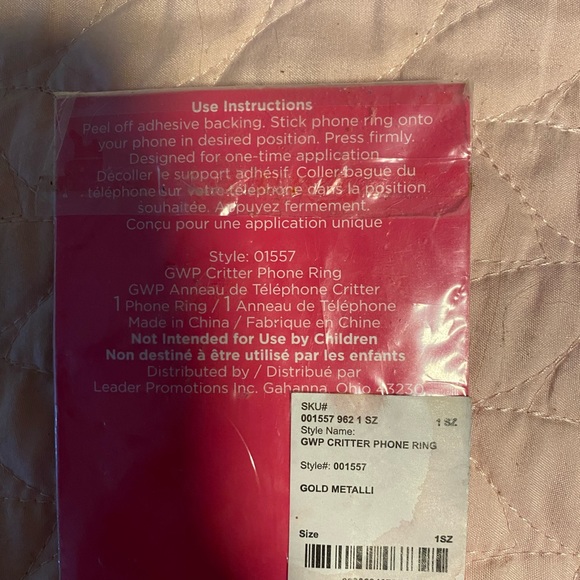 Use Instructions
Peel off adhesive backing. Stick phone ring onto
your phone in desired position. Press firmly.
Designed for one-time application
Décoller le support adhésif. Coller bague du
téléphone sur votre téléphone dans la position
souhaitée. Appuyez fermement.
Conçu pour une application unique
Style: 01557
GWP Critter Phone Ring
GWP Anneau de Téléphone Critter
1 Phone Ring / 1 Anneau de Téléphone
Made in China / Fabrique en Chine
Not Intended for Use by Children
Non destiné à être utilisé par les enfants
Distributed by / Distribué par
Leader Promotions Inc. Gahanna, Ohio 43230
SKU#
001557 962 1 SZ 1 SZ
Style Name:
GWP CRITTER PHONE RING
Style#: 001557
GOLD METALLI
Size 1SZ